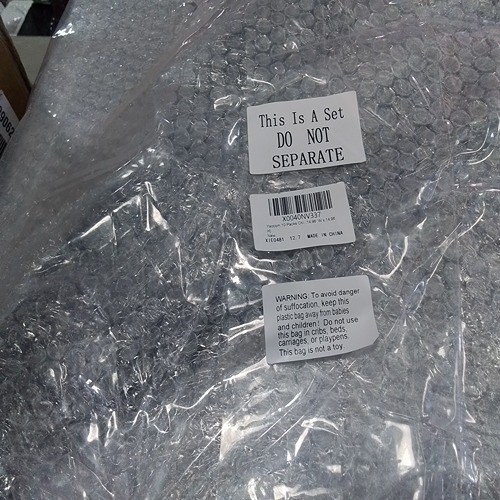 This Is A Set
DO NOT
SEPARATE
X0040NV337
New
MADE IN CHINA
WARNING: To avoid danger
of suffocation, keep this
plastic bag away from babies
and children! Do not use
this bag in cribs, beds,
carriages, or playpens.
This bag is not a toy.